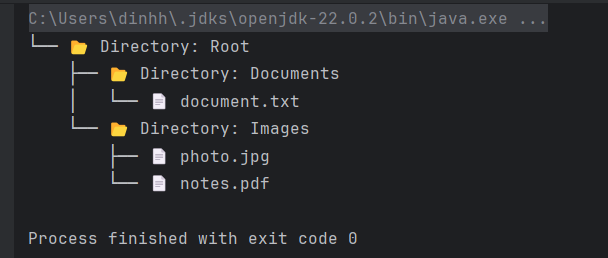 C:\Users\dinhh\.jdks\openjdk-22.0.2\bin\java.exe ...
└── 📂 Directory: Root
    ├── 📂 Directory: Documents
    │   └── 📄 document.txt
    └── 📂 Directory: Images
        ├── 📄 photo.jpg
        └── 📄 notes.pdf
Process finished with exit code 0